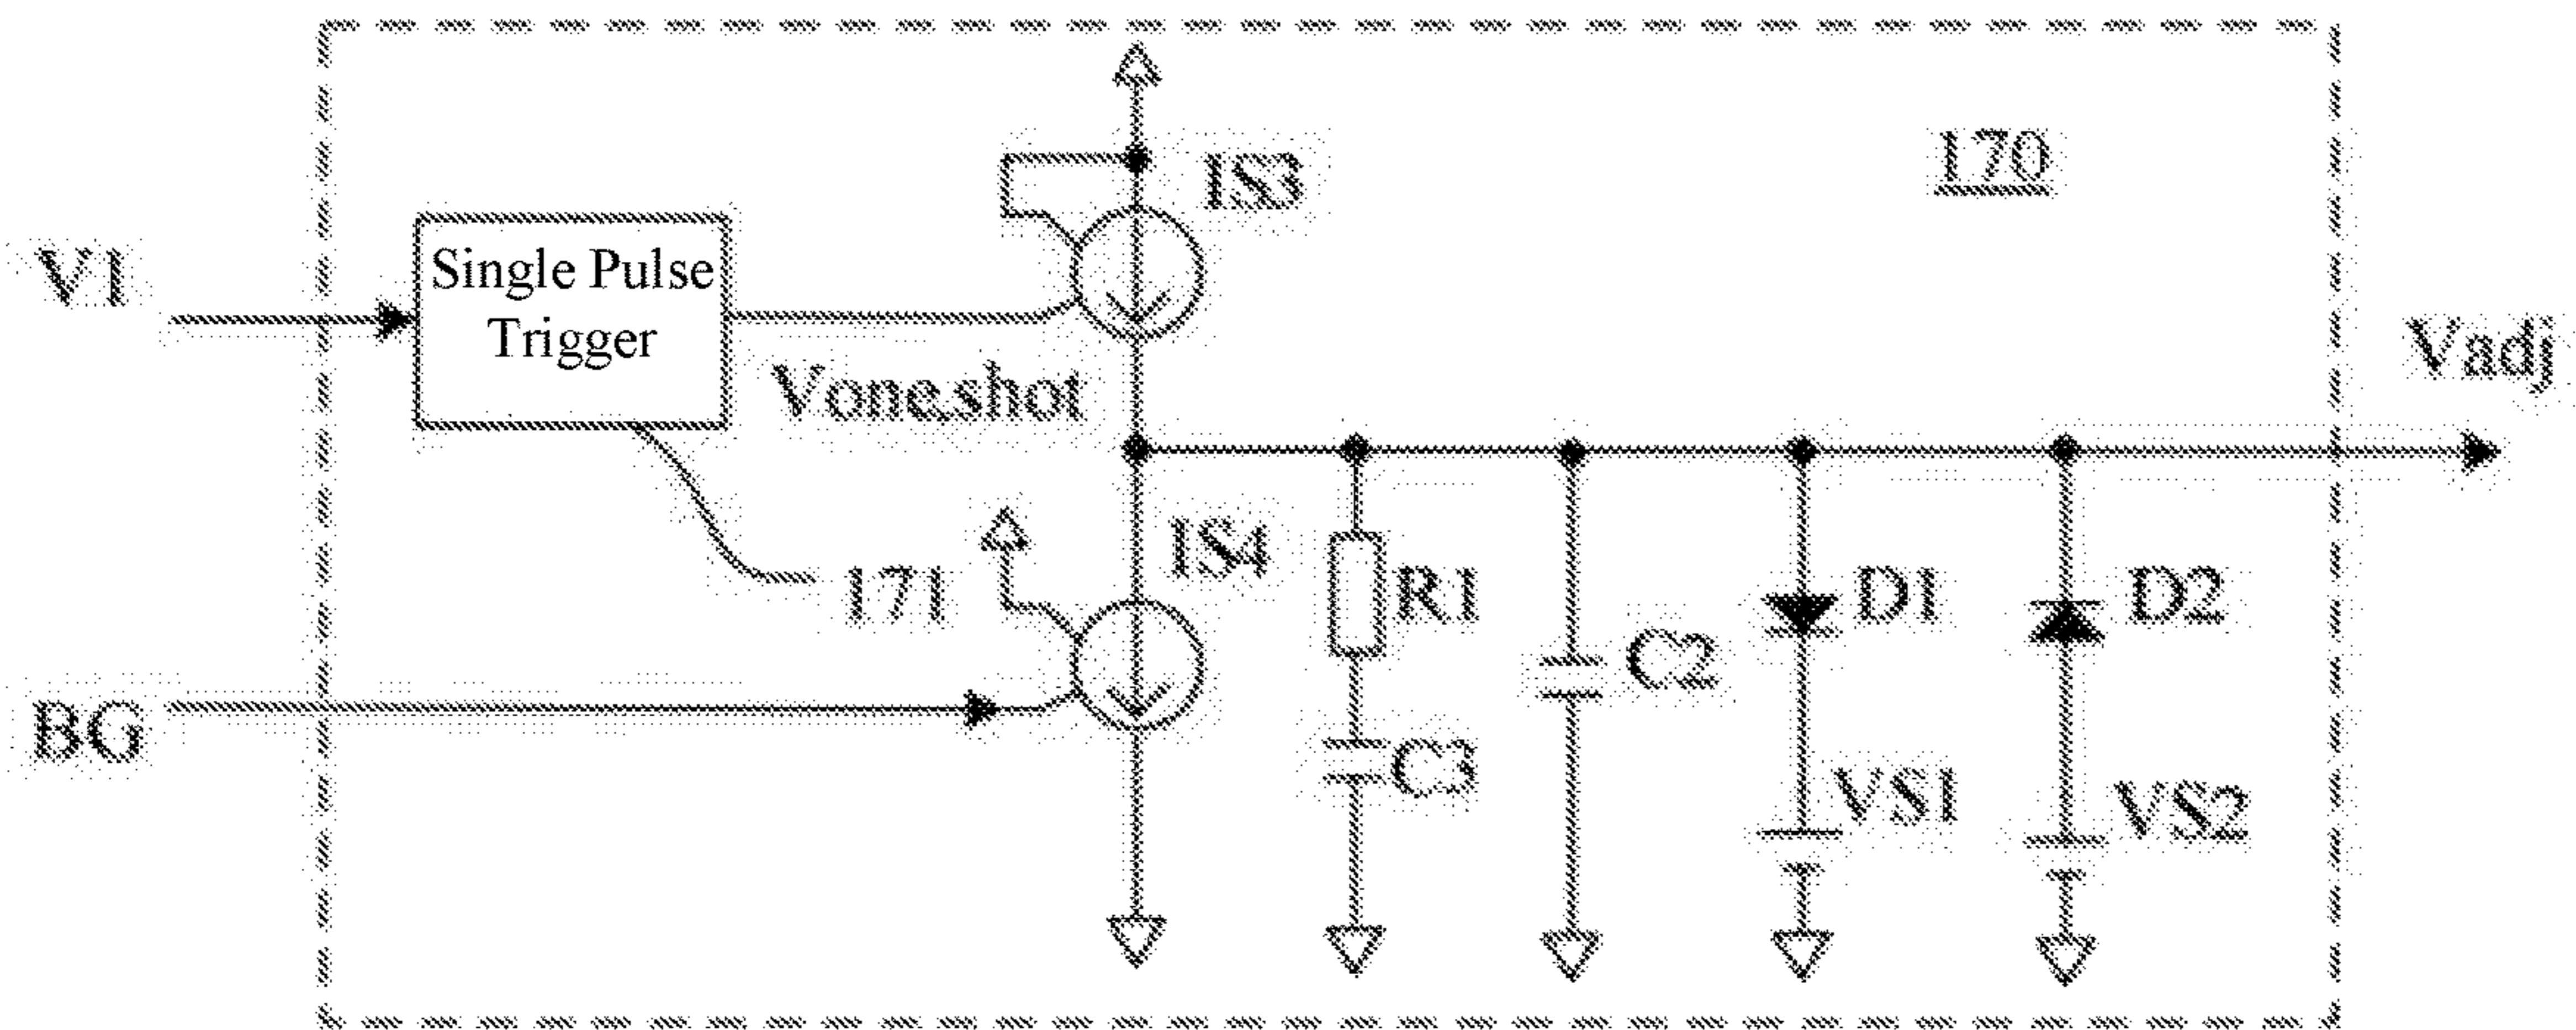 170
IS3
V1
Single Pulse
Trigger
Voneshot
Vadj
171
IS4
R1
C2
D1
D2
BG
C3
VS1
VS2